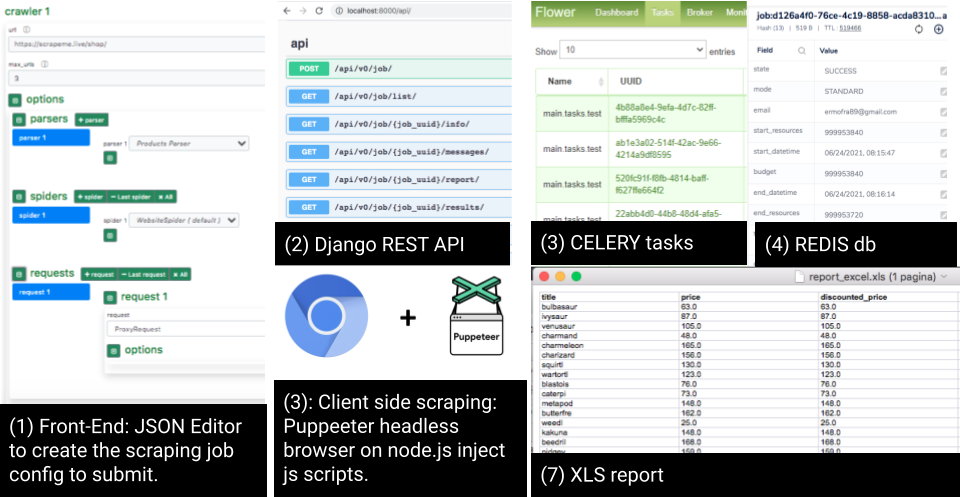 crawler 1
url
https://scrapeme.live/shop/
max_urls
3
options
parsers
+ parser
parser 1
parser 1
Products Parser
spiders
+ spider
− Last spider
× All
spider 1
spider 1
WebsiteSpider ( default )
requests
+ request
− Last request
× All
request 1
request 1
request
ProxyRequest
options
(1) Front-End: JSON Editor
to create the scraping job
config to submit.
localhost:8000/api/
api
POST /api/v0/job/
GET /api/v0/job/list/
GET /api/v0/job/{job_uuid}/info/
GET /api/v0/job/{job_uuid}/messages/
GET /api/v0/job/{job_uuid}/report/
GET /api/v0/job/{job_uuid}/results/
(2) Django REST API
+
Puppeteer
(3): Client side scraping:
Puppeeter headless
browser on node.js inject
js scripts.
Flower Dashboard Tasks Broker Monit
Show 10 entries
Name UUID
main.tasks.test 4b88a8e4-9efa-4d7c-82ff-
bfffa5969c4c
main.tasks.test ab1e3a02-514f-42ac-9e66-
4214a9df8595
main.tasks.test 520fc91f-f8fb-4814-baff-
f627ffe664f2
main.tasks.test 22abb4d0-44b8-48d4-afa5-
(3) CELERY tasks
job:d126a4f0-76ce-4c19-8858-acda8310... a
Hash (13) 519 B TTL: 519466
Field Value
state SUCCESS
mode STANDARD
email ermofra89@gmail.com
start_resources 999953840
start_datetime 06/24/2021, 08:15:47
budget 999953840
end_datetime 06/24/2021, 08:16:14
end_resources 999953720
(4) REDIS db
report_excel.xls (1 pagina)
title price discounted_price
bulbasaur 63.0 63.0
ivysaur 87.0 87.0
venusaur 105.0 105.0
charmand 48.0 48.0
charmeleon 165.0 165.0
charizard 156.0 156.0
squirtl 130.0 130.0
wartortl 123.0 123.0
blastois 76.0 76.0
caterpi 73.0 73.0
metapod 148.0 148.0
butterfre 162.0 162.0
weedl 25.0 25.0
kakuna 148.0 148.0
beedril 168.0 168.0
pidgey 159.0 159.0
(7) XLS report